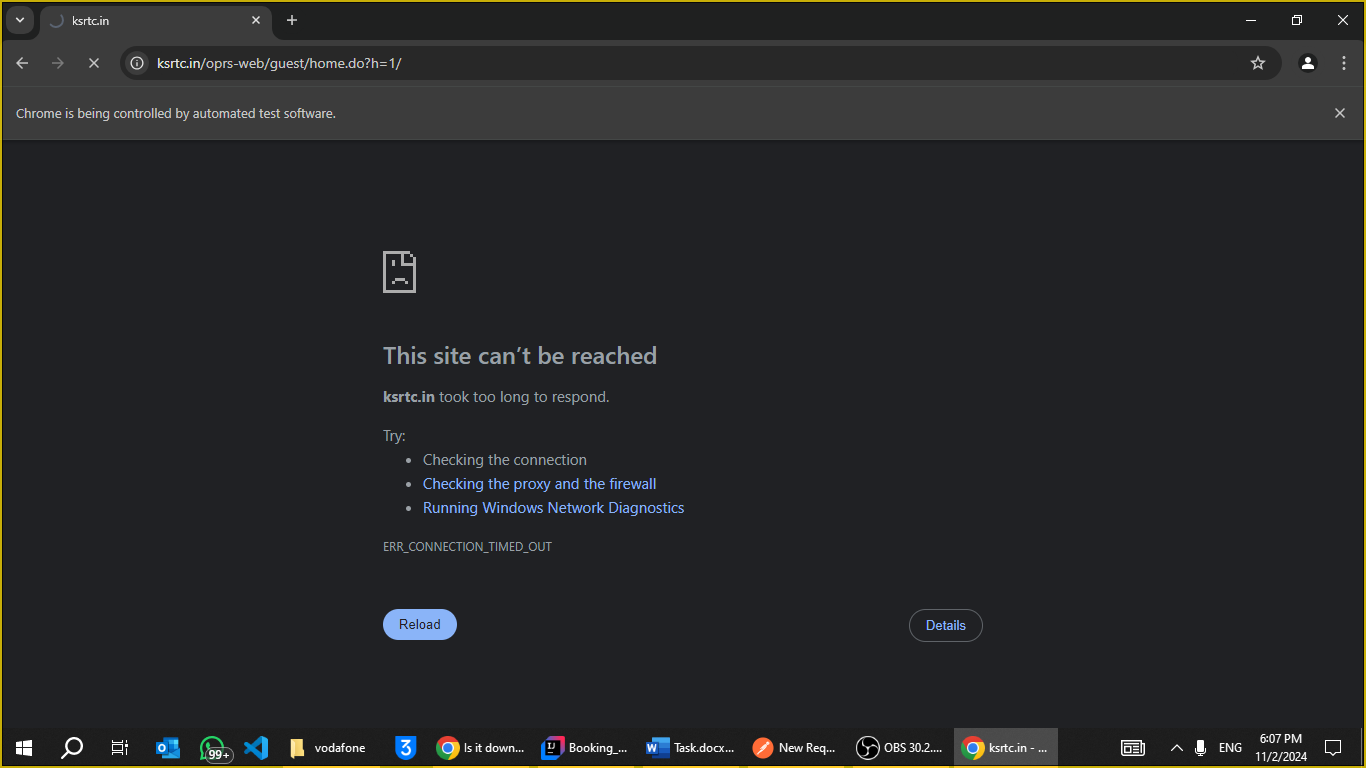 ksrtc.in
ksrtc.in/oprs-web/guest/home.do?h=1/
Chrome is being controlled by automated test software.
This site can’t be reached
ksrtc.in took too long to respond.
Try:
Checking the connection
Checking the proxy and the firewall
Running Windows Network Diagnostics
ERR_CONNECTION_TIMED_OUT
Reload
Details
99+
vodafone
Is it down...
Booking_...
Task.docx...
New Req...
OBS 30.2....
ksrtc.in - ...
ENG
6:07 PM
11/2/2024